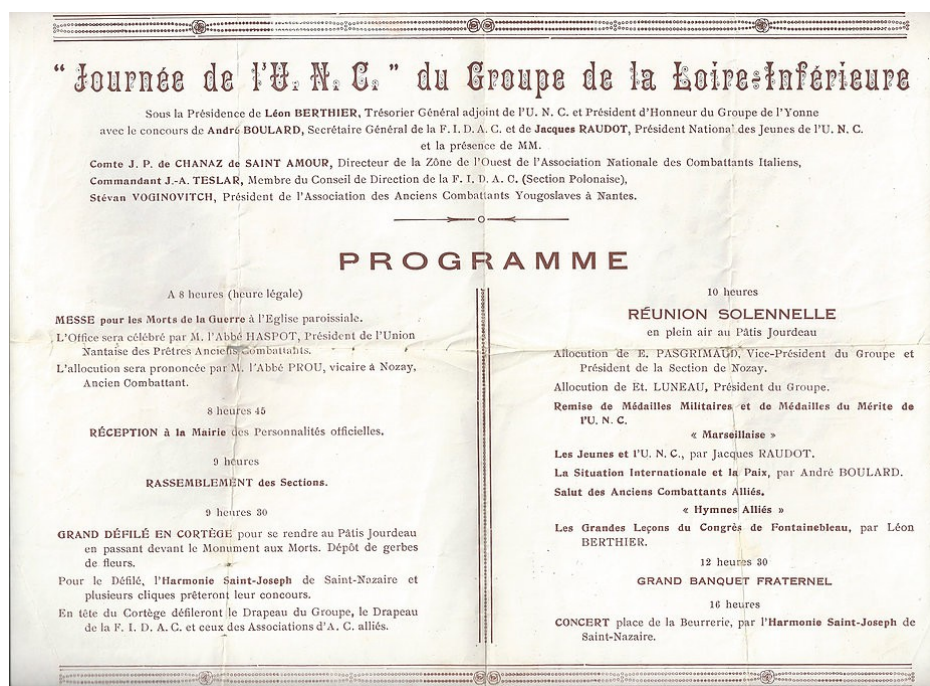 “ Journée de l'U. N. C. ” du Groupe de la Loire-Inférieure
Sous la Présidence de Léon BERTHIER, Trésorier Général adjoint de l'U. N. C. et Président d'Honneur du Groupe de l'Yonne
avec le concours de André BOULARD, Secrétaire Général de la F. I. D. A. C. et de Jacques RAUDOT, Président National des Jeunes de l'U. N. C.
et la présence de MM.
Comte J. P. de CHANAZ de SAINT AMOUR, Directeur de la Zône de l'Ouest de l'Association Nationale des Combattants Italiens,
Commandant J.-A. TESLAR, Membre du Conseil de Direction de la F. I. D. A. C. (Section Polonaise),
Stévan VOGINOVITCH, Président de l'Association des Anciens Combattants Yougoslaves à Nantes.
PROGRAMME
A 8 heures (heure légale)
MESSE pour les Morts de la Guerre à l'Eglise paroissiale.
L'Office sera célébré par M. l'Abbé HASPOT, Président de l'Union
Nantaise des Prêtres Anciens Combattants.
L'allocution sera prononcée par M. l'Abbé PROU, vicaire à Nozay,
Ancien Combattant.
8 heures 45
RÉCEPTION à la Mairie des Personnalités officielles.
9 heures
RASSEMBLEMENT des Sections.
9 heures 30
GRAND DÉFILÉ EN CORTÈGE pour se rendre au Pâtis Jourdeau
en passant devant le Monument aux Morts. Dépôt de gerbes
de fleurs.
Pour le Défilé, l'Harmonie Saint-Joseph de Saint-Nazaire et
plusieurs cliques prêteront leur concours.
En tête du Cortège défileront le Drapeau du Groupe, le Drapeau
de la F. I. D. A. C. et ceux des Associations d'A. C. alliés.
10 heures
RÉUNION SOLENNELLE
en plein air au Pâtis Jourdeau
Allocution de E. PASGRIMAUD, Vice-Président du Groupe et
Président de la Section de Nozay.
Allocution de Et. LUNEAU, Président du Groupe.
Remise de Médailles Militaires et de Médailles du Mérite de
l'U. N. C.
« Marseillaise »
Les Jeunes et l'U. N. C., par Jacques RAUDOT.
La Situation Internationale et la Paix, par André BOULARD.
Salut des Anciens Combattants Alliés.
« Hymnes Alliés »
Les Grandes Leçons du Congrès de Fontainebleau, par Léon
BERTHIER.
12 heures 30
GRAND BANQUET FRATERNEL
16 heures
CONCERT place de la Beurrerie, par l'Harmonie Saint-Joseph de
Saint-Nazaire.